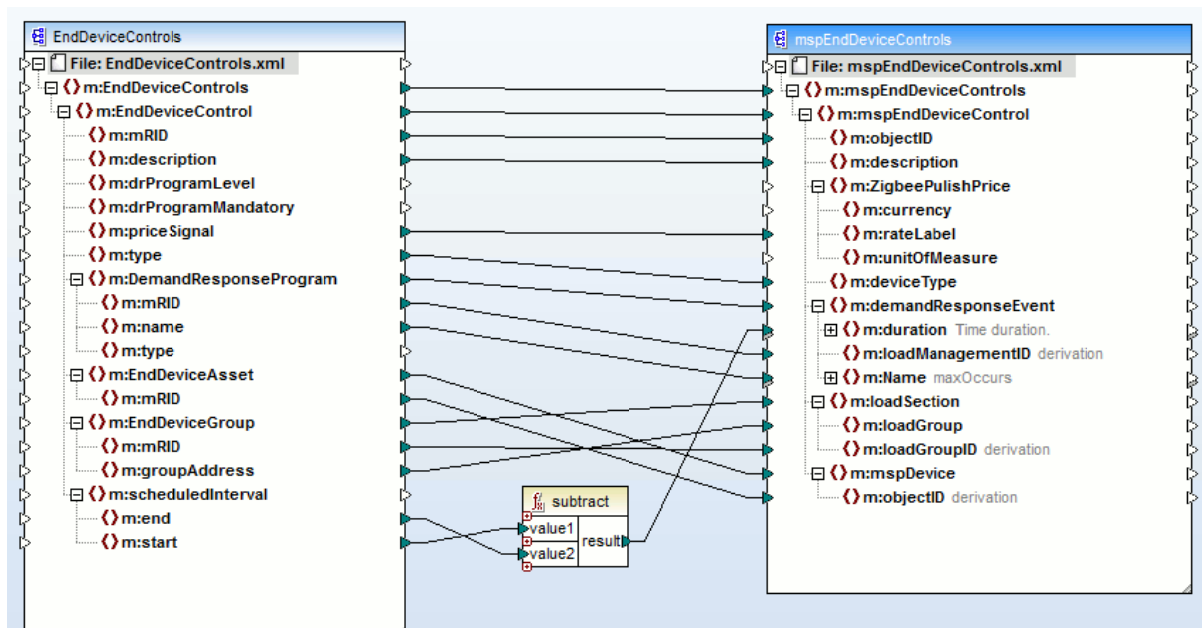 EndDeviceControls
File: EndDeviceControls.xml
m:EndDeviceControls
m:EndDeviceControl
m:mRID
m:description
m:drProgramLevel
m:drProgramMandatory
m:priceSignal
m:type
m:DemandResponseProgram
m:mRID
m:name
m:type
m:EndDeviceAsset
m:mRID
m:EndDeviceGroup
m:mRID
m:groupAddress
m:scheduledInterval
m:end
m:start
subtract
value1
value2
result
mspEndDeviceControls
File: mspEndDeviceControls.xml
m:mspEndDeviceControls
m:mspEndDeviceControl
m:objectID
m:description
m:ZigbeePulishPrice
m:currency
m:rateLabel
m:unitOfMeasure
m:deviceType
m:demandResponseEvent
m:duration Time duration.
m:loadManagementID derivation
m:Name maxOccurs
m:loadSection
m:loadGroup
m:loadGroupID derivation
m:mspDevice
m:objectID derivation